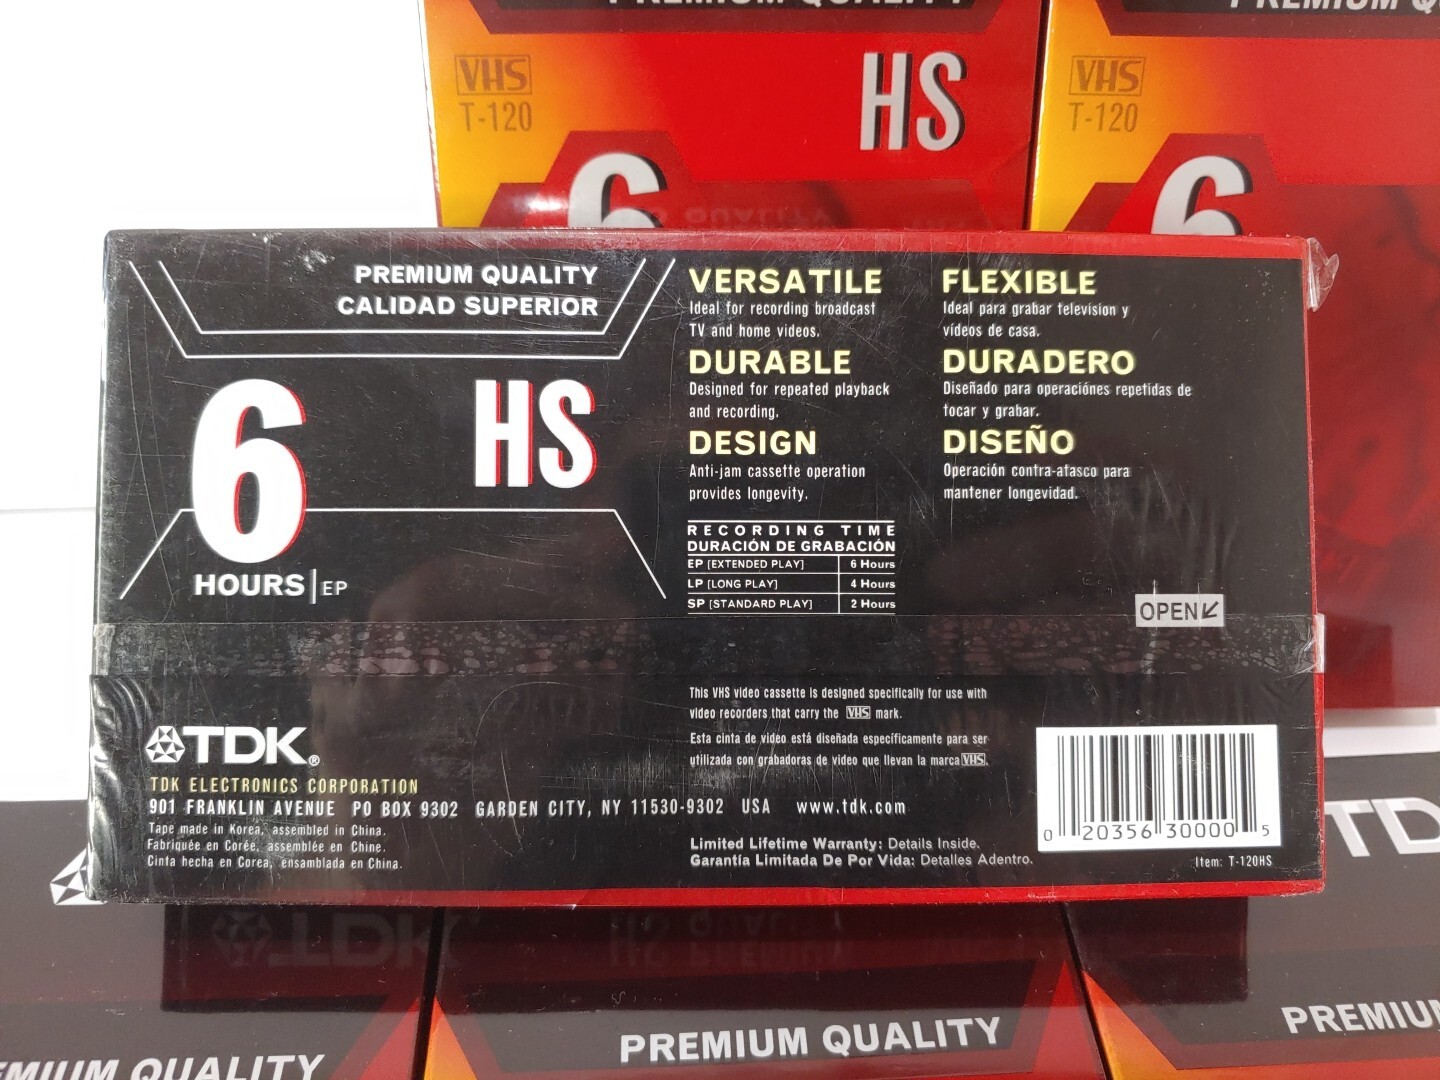 PREMIUM QUALITY
VHS
T-120
HS
6
VHS
T-120
6
PREMIUM QUALITY
CALIDAD SUPERIOR
6
HS
HOURS | EP
VERSATILE
Ideal for recording broadcast
TV and home videos.
DURABLE
Designed for repeated playback
and recording.
DESIGN
Anti-jam cassette operation
provides longevity.
FLEXIBLE
Ideal para grabar television y
vídeos de casa.
DURADERO
Diseñado para operaciónes repetidas de
tocar y grabar.
DISEÑO
Operación contra-atasco para
mantener longevidad.
RECORDING TIME
DURACIÓN DE GRABACIÓN
EP [EXTENDED PLAY] 6 Hours
LP [LONG PLAY] 4 Hours
SP [STANDARD PLAY] 2 Hours
OPEN
This VHS video cassette is designed specifically for use with
video recorders that carry the VHS mark.
Esta cinta de video está diseñada específicamente para ser
utilizada con grabadoras de video que llevan la marca VHS.
TDK®
TDK ELECTRONICS CORPORATION
901 FRANKLIN AVENUE PO BOX 9302 GARDEN CITY, NY 11530-9302 USA www.tdk.com
Tape made in Korea, assembled in China.
Fabriquée en Corée, assemblée en Chine.
Cinta hecha en Corea, ensamblada en China.
Limited Lifetime Warranty: Details Inside.
Garantía Limitada De Por Vida: Detalles Adentro.
0 20356 30000 5
Item: T-120HS
PREMIUM QUALITY